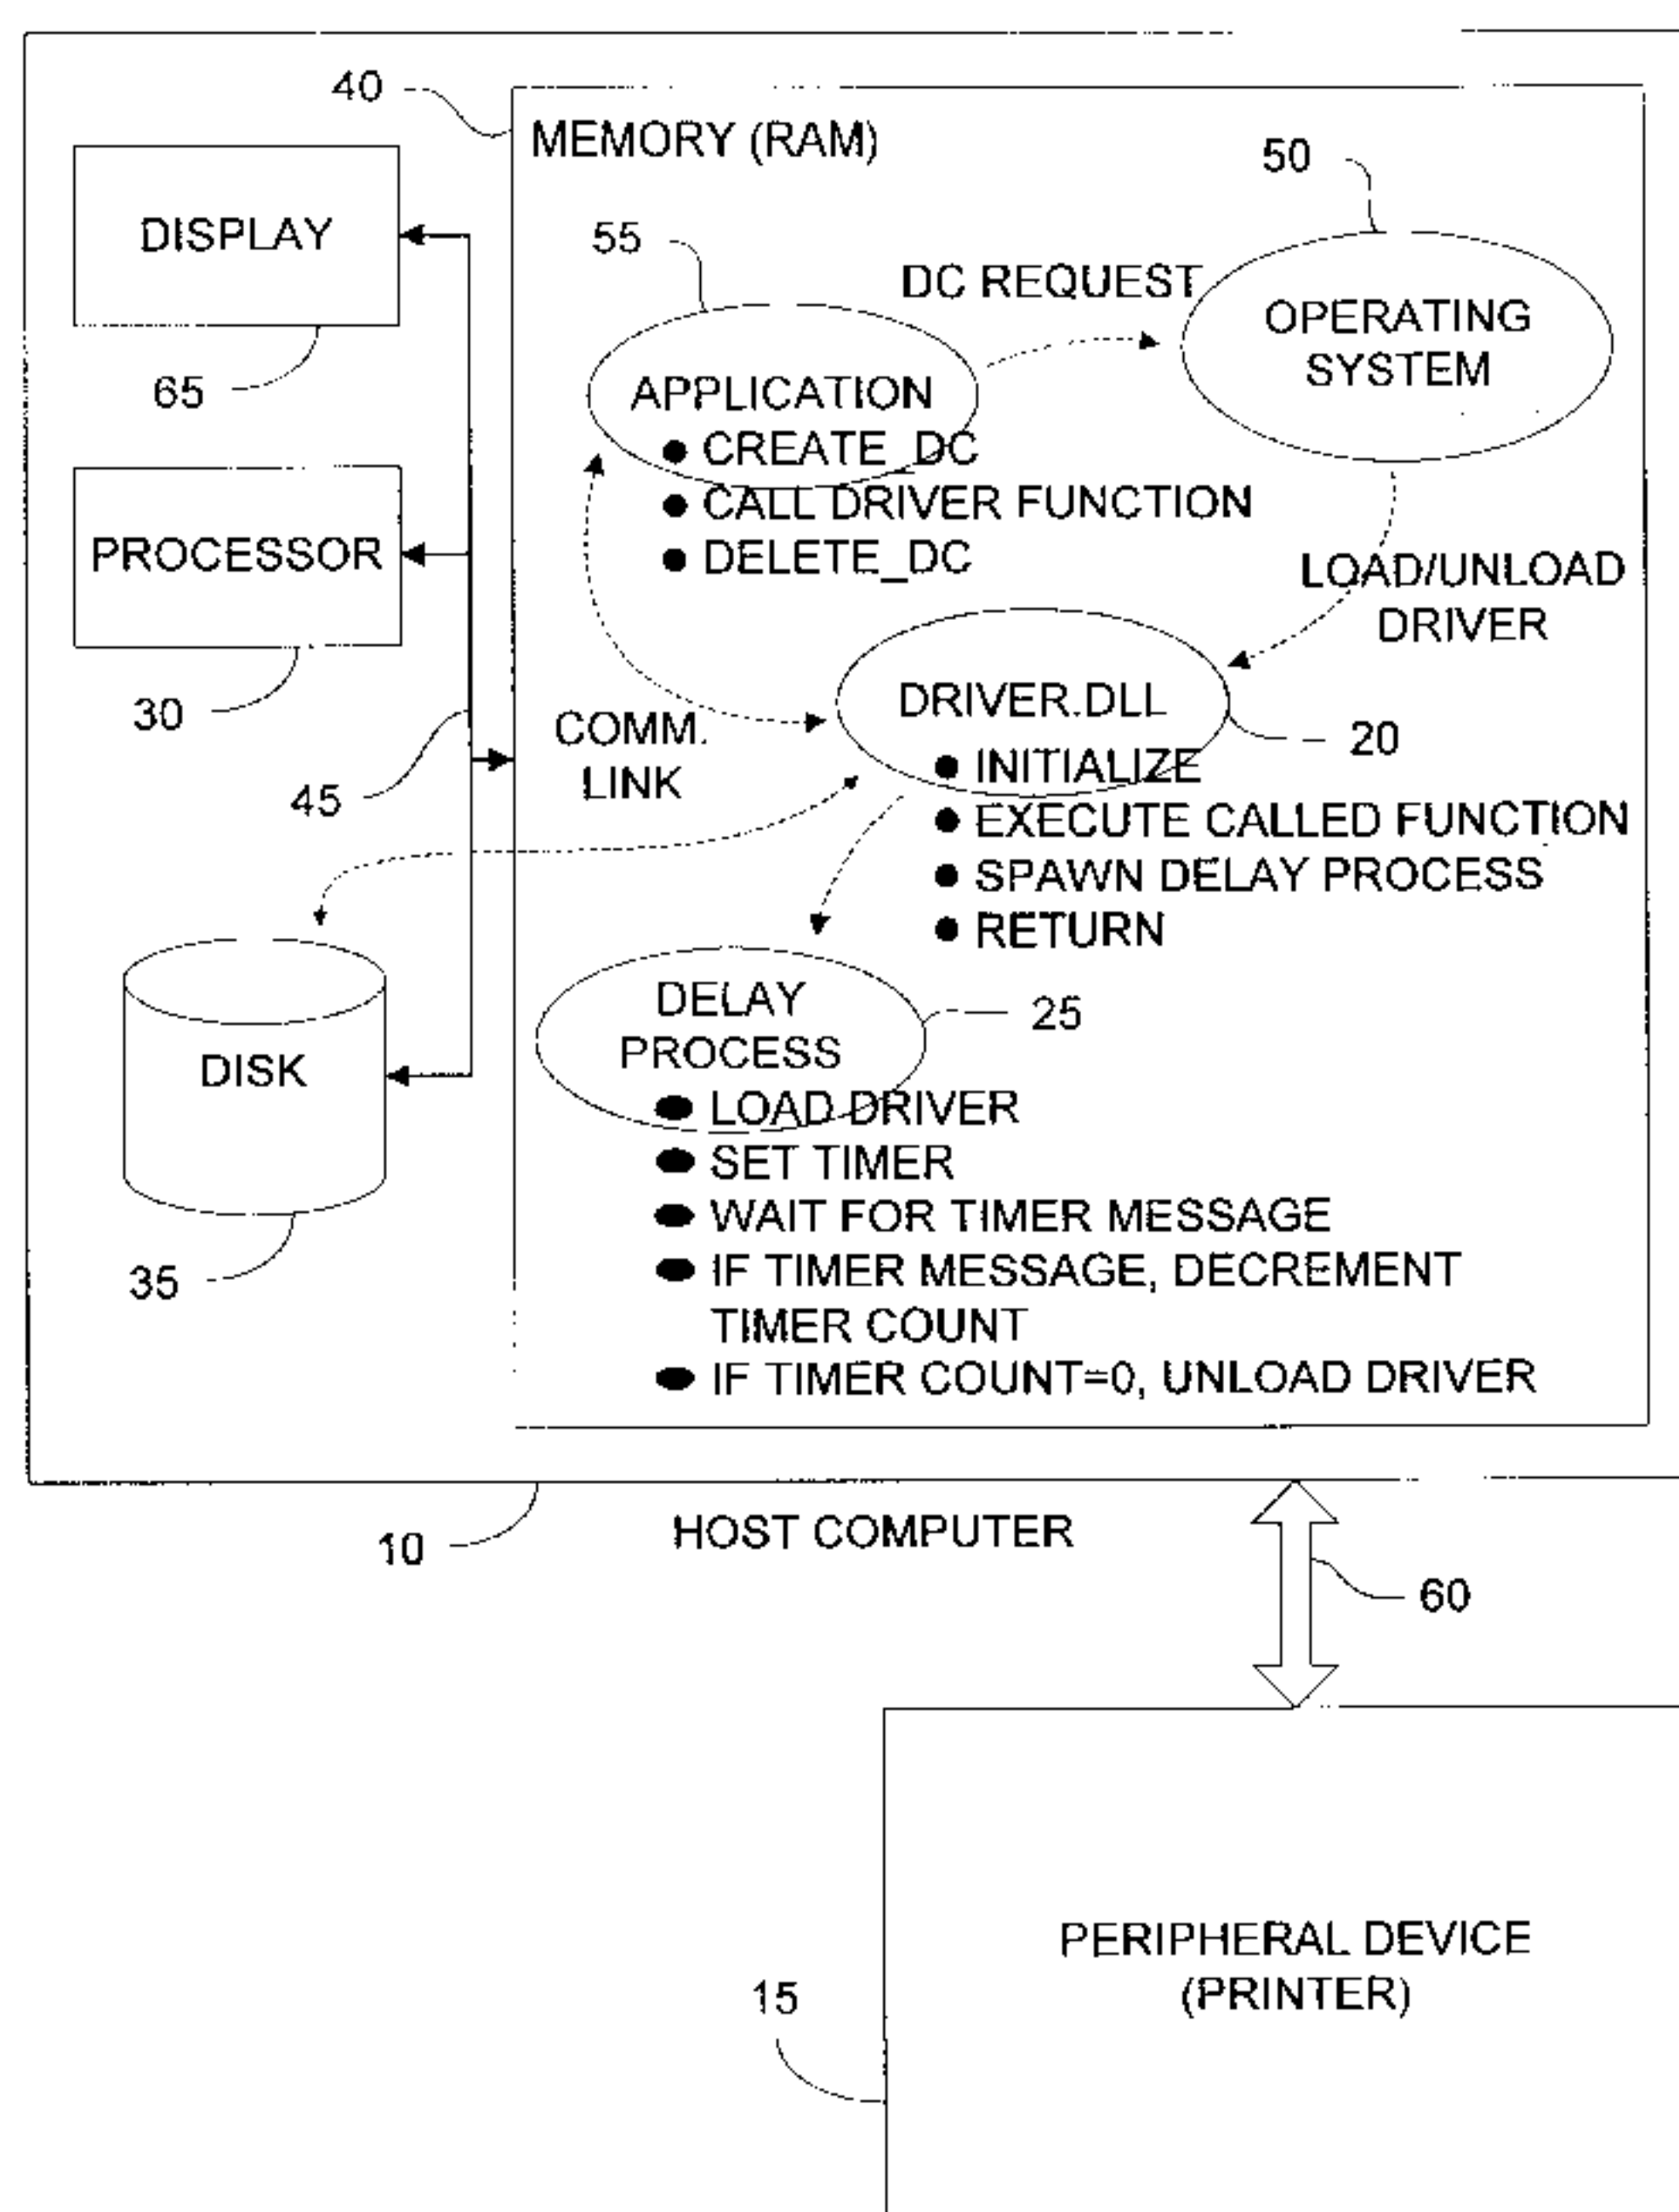 40
MEMORY (RAM)
50
DISPLAY
55
DC REQUEST
OPERATING
SYSTEM
65
APPLICATION
● CREATE_DC
● CALL DRIVER FUNCTION
● DELETE_DC
PROCESSOR
LOAD/UNLOAD
DRIVER
30
DRIVER.DLL
20
COMM.
LINK
45
● INITIALIZE
● EXECUTE CALLED FUNCTION
● SPAWN DELAY PROCESS
● RETURN
DELAY
PROCESS
25
DISK
● LOAD DRIVER
● SET TIMER
● WAIT FOR TIMER MESSAGE
● IF TIMER MESSAGE, DECREMENT
TIMER COUNT
● IF TIMER COUNT=0, UNLOAD DRIVER
35
10
HOST COMPUTER
60
PERIPHERAL DEVICE
(PRINTER)
15